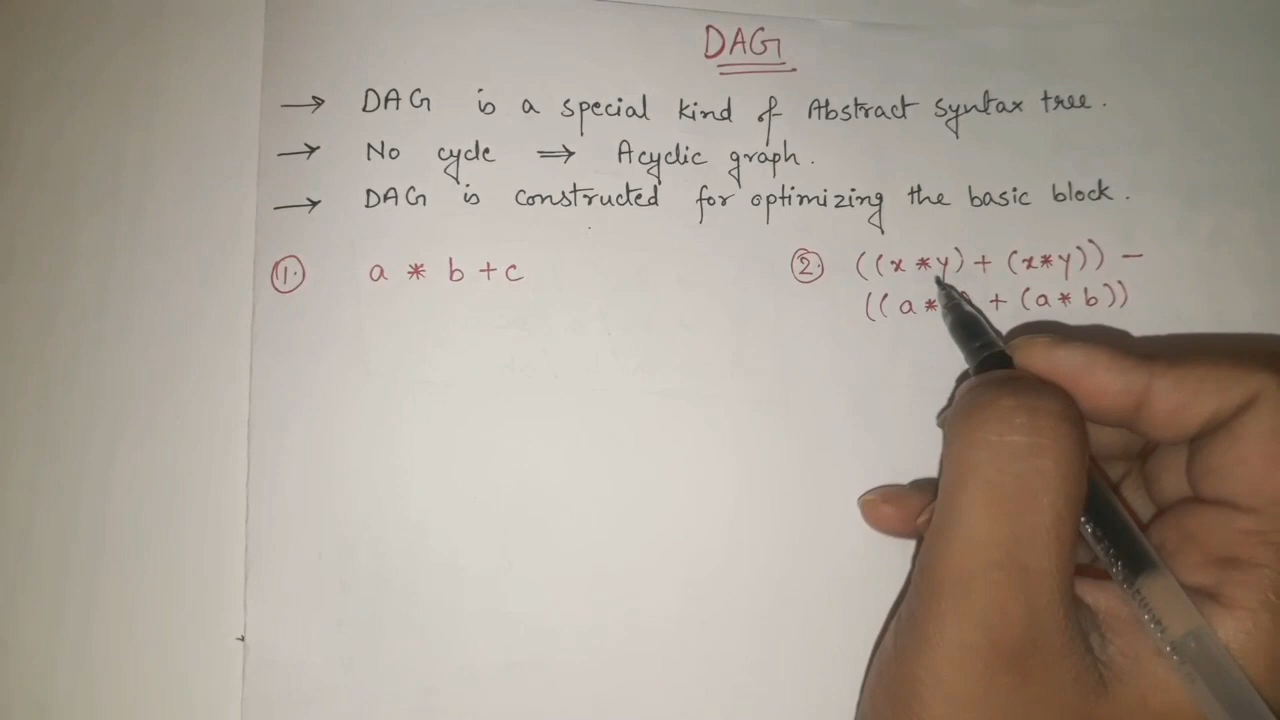 DAG
→ DAG is a special kind of Abstract Syntax tree.
→ No cycle ⇒ Acyclic graph.
→ DAG is constructed for optimizing the basic block.
①. a * b + c
②. ((x * y) + (x * y)) -
((a * + (a * b))